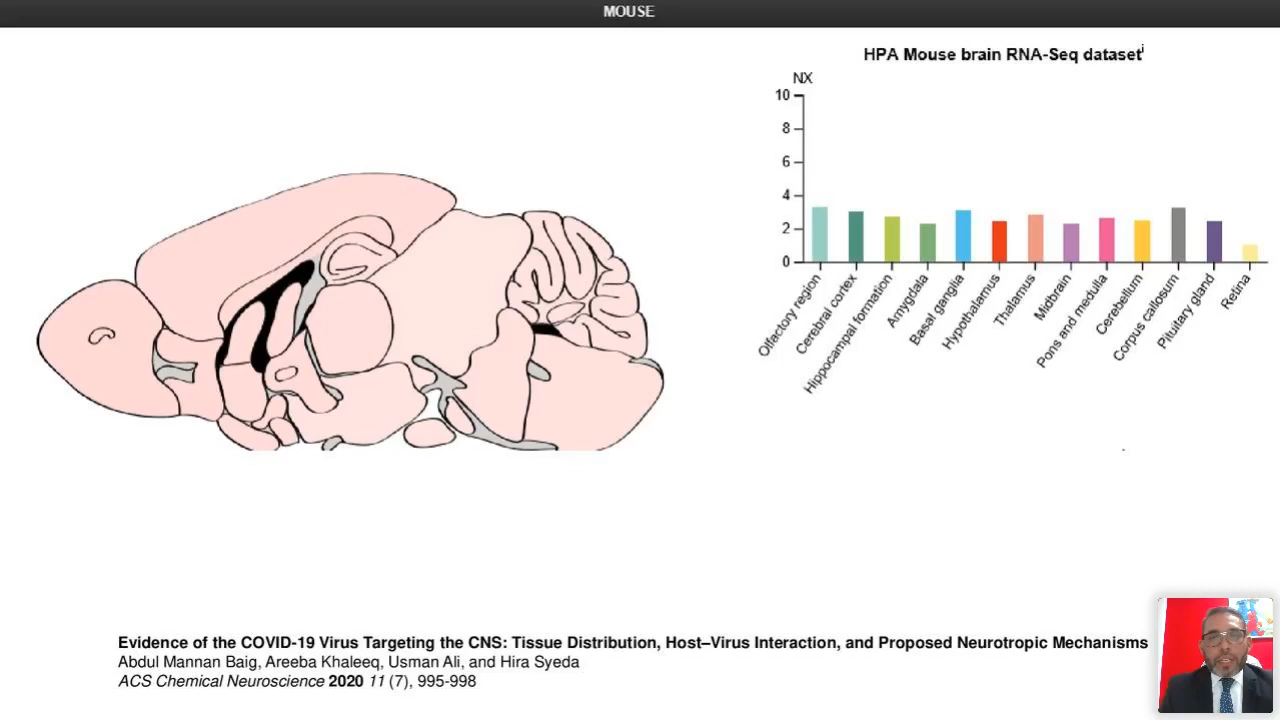 MOUSE
HPA Mouse brain RNA-Seq datasetⁱ
NX
10
8
6
4
2
0
Olfactory region
Cerebral cortex
Hippocampal formation
Amygdala
Basal ganglia
Hypothalamus
Thalamus
Midbrain
Pons and medulla
Cerebellum
Corpus callosum
Pituitary gland
Retina
Evidence of the COVID-19 Virus Targeting the CNS: Tissue Distribution, Host–Virus Interaction, and Proposed Neurotropic Mechanisms
Abdul Mannan Baig, Areeba Khaleeq, Usman Ali, and Hira Syeda
ACS Chemical Neuroscience 2020 11 (7), 995-998